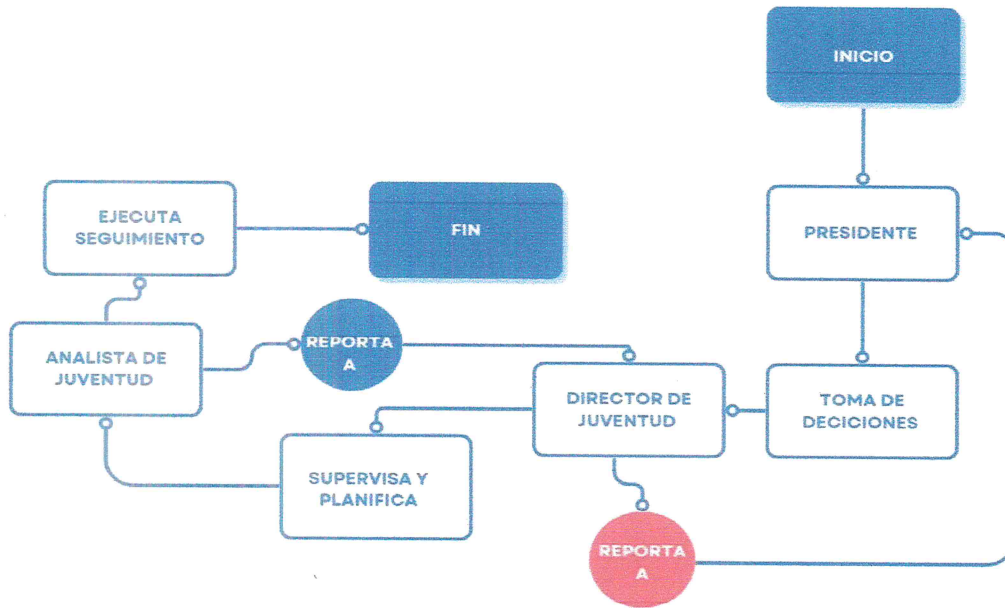 INICIO
PRESIDENTE
TOMA DE
DECICIONES
DIRECTOR DE
JUVENTUD
REPORTA
A
SUPERVISA Y
PLANIFICA
ANALISTA DE
JUVENTUD
REPORTA
A
EJECUTA
SEGUIMIENTO
FIN